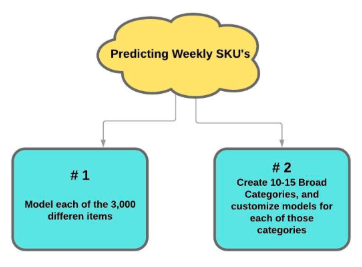 Predicting Weekly SKU's
# 1
Model each of the 3,000
differen items
# 2
Create 10-15 Broad
Categories, and
customize models for
each of those
categories